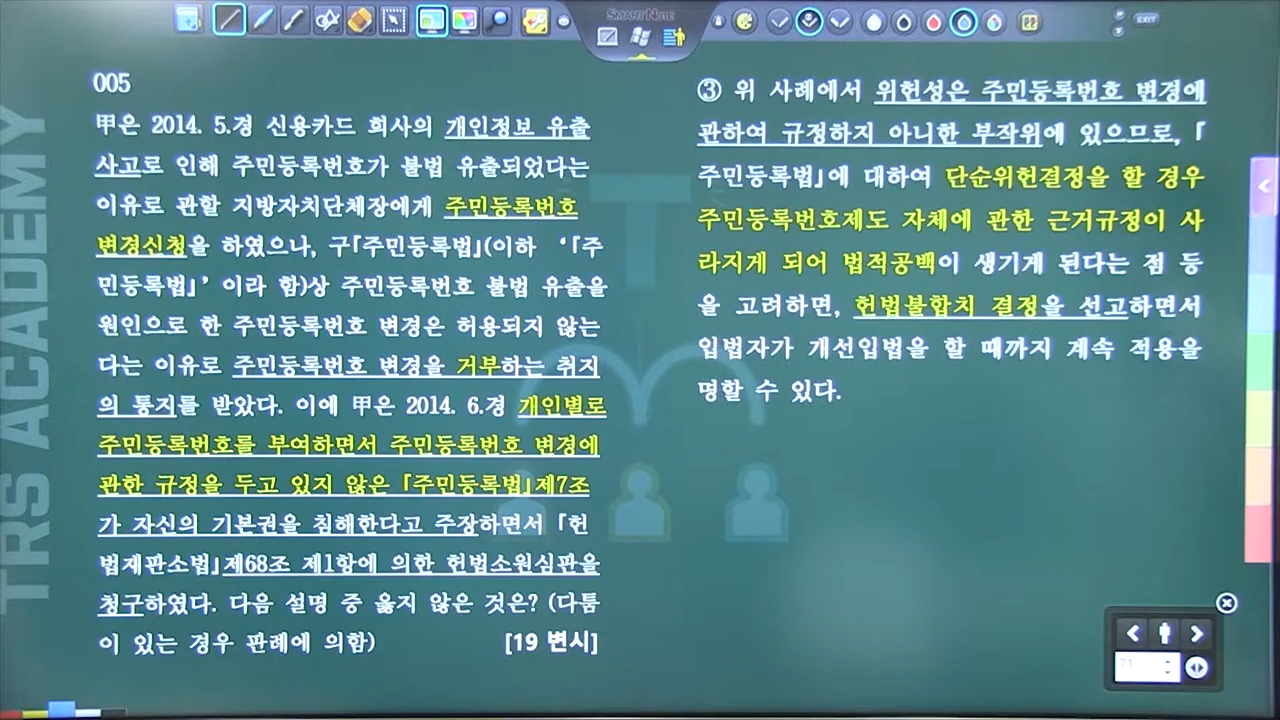 SMART NOTE
EXIT
TRS ACADEMY
005
甲은 2014. 5.경 신용카드 회사의 개인정보 유출
사고로 인해 주민등록번호가 불법 유출되었다는
이유로 관할 지방자치단체장에게 주민등록번호
변경신청을 하였으나, 구「주민등록법」(이하 ‘「주
민등록법」’이라 함)상 주민등록번호 불법 유출을
원인으로 한 주민등록번호 변경은 허용되지 않는
다는 이유로 주민등록번호 변경을 거부하는 취지
의 통지를 받았다. 이에 甲은 2014. 6.경 개인별로
주민등록번호를 부여하면서 주민등록번호 변경에
관한 규정을 두고 있지 않은 「주민등록법」제7조
가 자신의 기본권을 침해한다고 주장하면서 「헌
법재판소법」제68조 제1항에 의한 헌법소원심판을
청구하였다. 다음 설명 중 옳지 않은 것은? (다툼
이 있는 경우 판례에 의함) [19 변시]
③ 위 사례에서 위헌성은 주민등록번호 변경에
관하여 규정하지 아니한 부작위에 있으므로, 「
주민등록법」에 대하여 단순위헌결정을 할 경우
주민등록번호제도 자체에 관한 근거규정이 사
라지게 되어 법적공백이 생기게 된다는 점 등
을 고려하면, 헌법불합치 결정을 선고하면서
입법자가 개선입법을 할 때까지 계속 적용을
명할 수 있다.
71